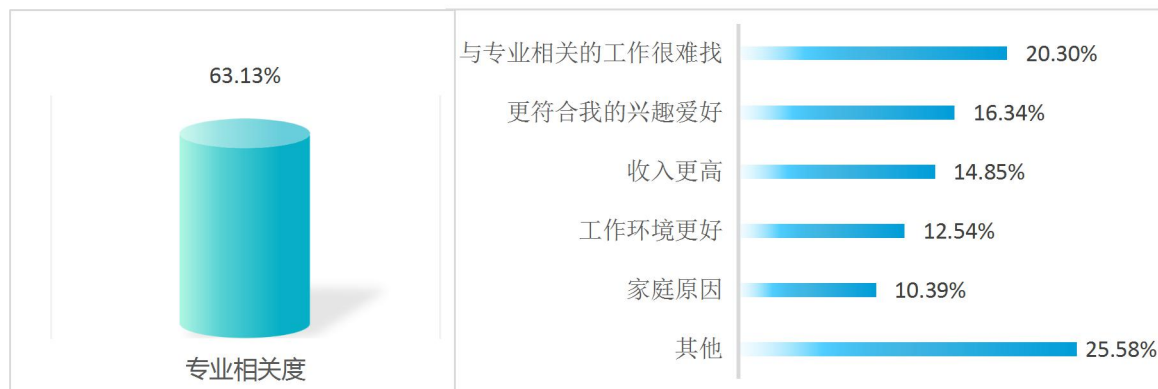 63.13%
专业相关度
与专业相关的工作很难找 20.30%
更符合我的兴趣爱好 16.34%
收入更高 14.85%
工作环境更好 12.54%
家庭原因 10.39%
其他 25.58%